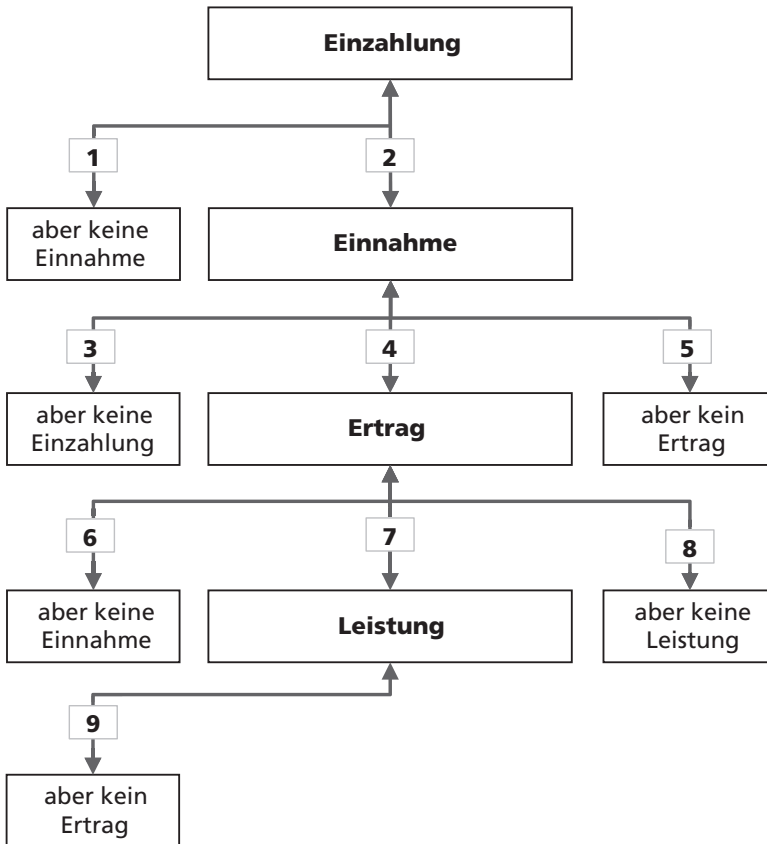 Einzahlung
1
2
aber keine
Einnahme
Einnahme
3
4
5
aber keine
Einzahlung
Ertrag
aber kein
Ertrag
6
7
8
aber keine
Einnahme
Leistung
aber keine
Leistung
9
aber kein
Ertrag